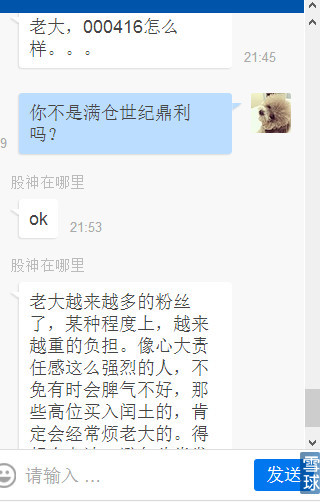 老大，000416怎么
样。。。
21:45
你不是满仓世纪鼎利
吗？
9
股神在哪里
ok
21:53
股神在哪里
老大越来越多的粉丝
了，某种程度上，越来
越重的负担。像心大责
任感这么强烈的人，不
免有时会脾气不好，那
些高位买入闰土的，肯
定会经常烦老大的。得
请输入 ...
发送
雪
球